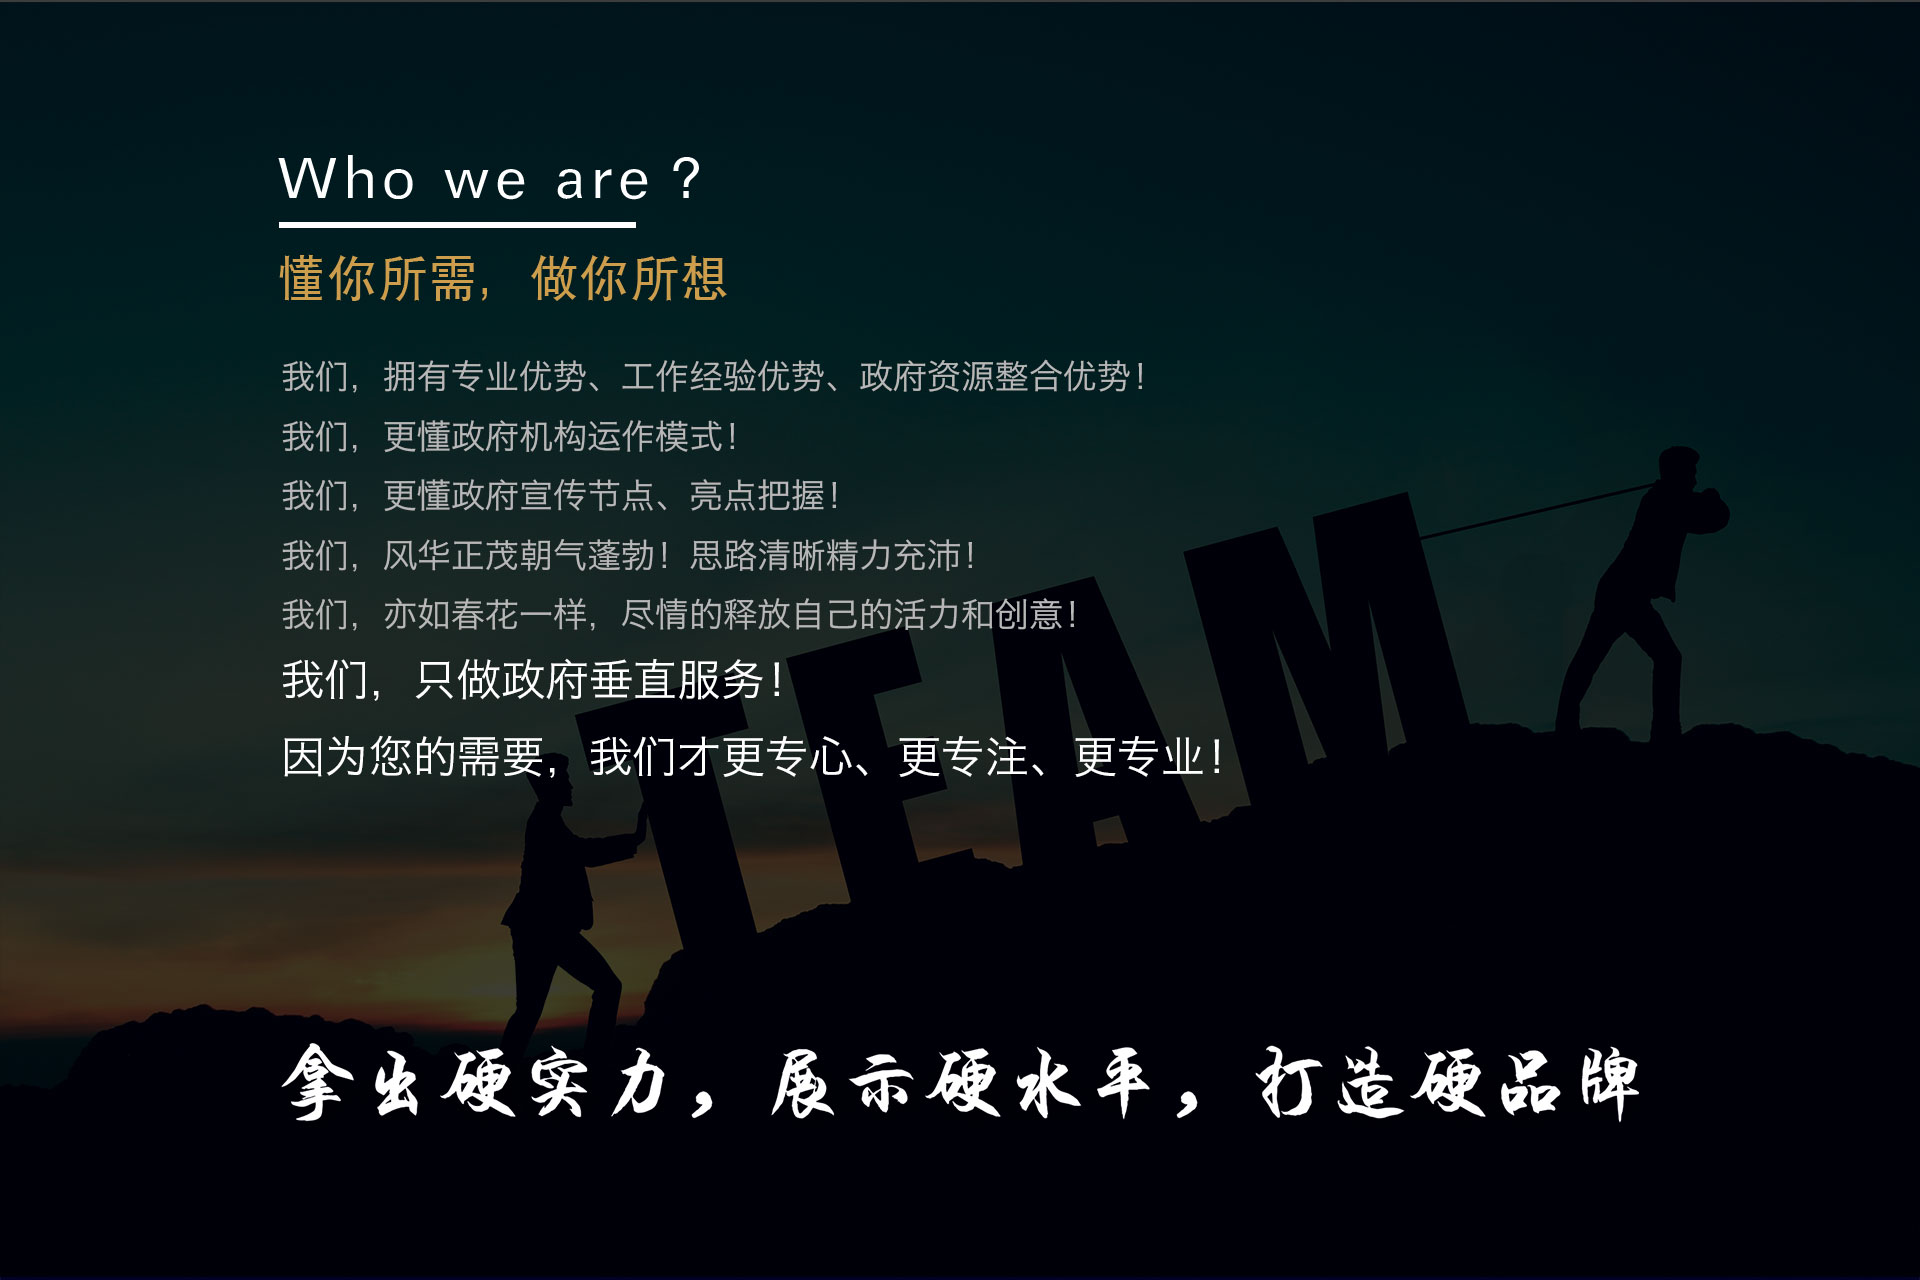 Who we are？
懂你所需，做你所想
我们，拥有专业优势、工作经验优势、政府资源整合优势！
我们，更懂政府机构运作模式！
我们，更懂政府宣传节点、亮点把握！
我们，风华正茂朝气蓬勃！思路清晰精力充沛！
我们，亦如春花一样，尽情的释放自己的活力和创意！
我们，只做政府垂直服务！
因为您的需要，我们才更专心、更专注、更专业！
TEAM
拿出硬实力，展示硬水平，打造硬品牌